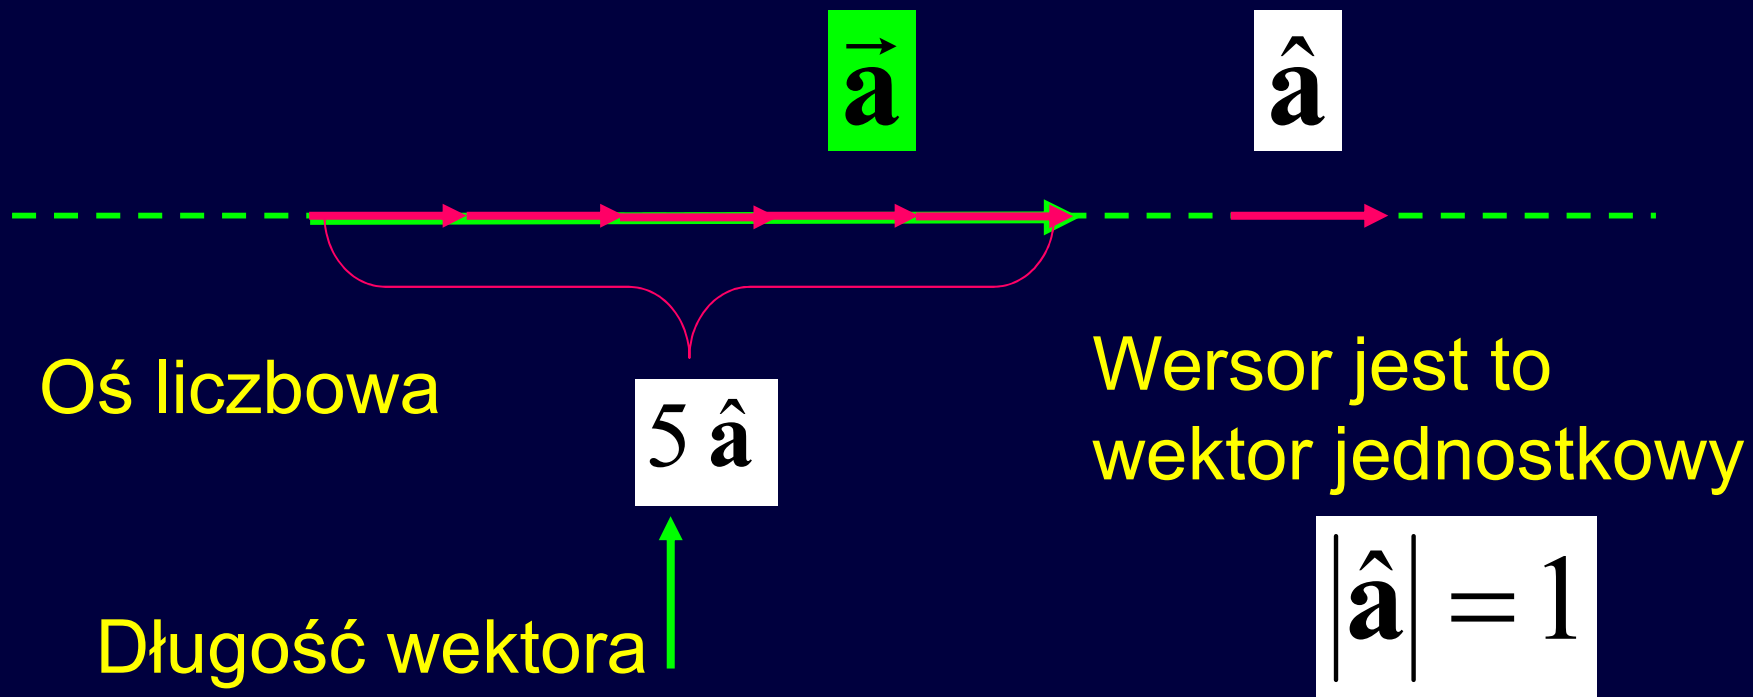 a⃗
â
Oś liczbowa
5 â
Długość wektora
Wersor jest to
wektor jednostkowy
|â| = 1